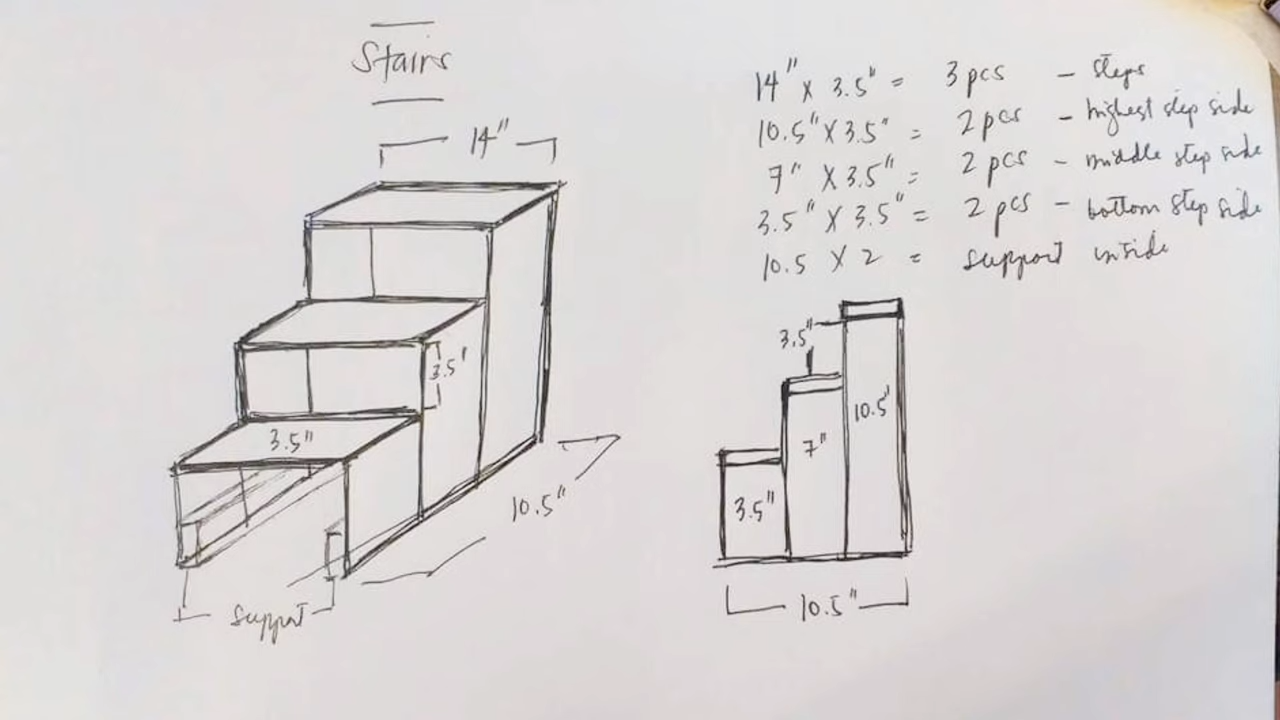 Stairs
14"
3.5"
3.5"
10.5"
support
14" X 3.5" = 3 pcs - steps
10.5" X 3.5" = 2 pcs - highest step side
7" X 3.5" = 2 pcs - middle step side
3.5" X 3.5" = 2 pcs - bottom step side
10.5 X 2 = support inside
3.5"
10.5"
7"
3.5"
10.5"